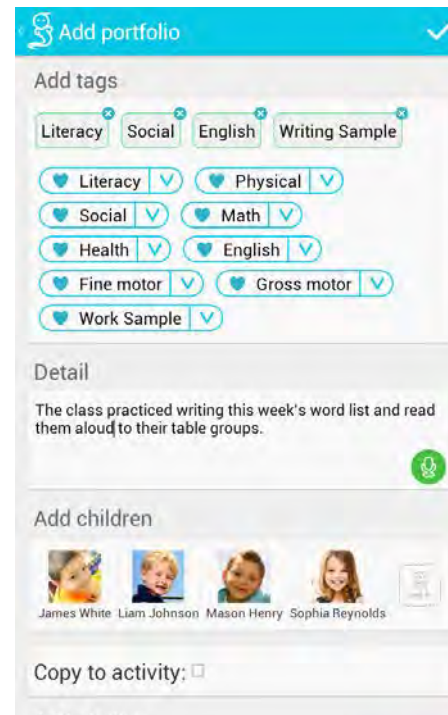 Add portfolio
Add tags
Literacy Social English Writing Sample
Literacy Physical
Social Math
Health English
Fine motor Gross motor
Work Sample
Detail
The class practiced writing this week's word list and read
them aloud to their table groups.
Add children
James White Liam Johnson Mason Henry Sophia Reynolds
Copy to activity: